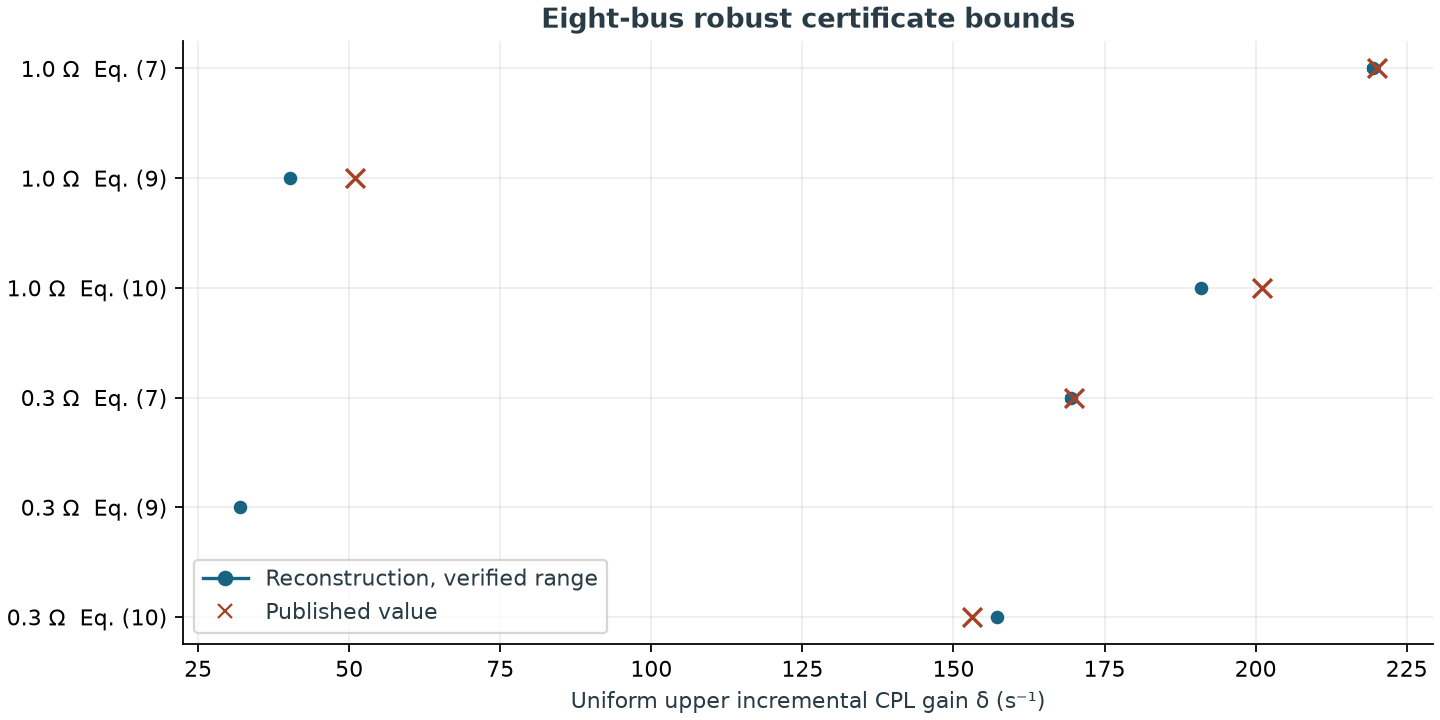 Eight-bus robust certificate bounds
1.0 Ω  Eq. (7)
1.0 Ω  Eq. (9)
1.0 Ω  Eq. (10)
0.3 Ω  Eq. (7)
0.3 Ω  Eq. (9)
0.3 Ω  Eq. (10)
Reconstruction, verified range
Published value
25 50 75 100 125 150 175 200 225
Uniform upper incremental CPL gain δ (s⁻¹)